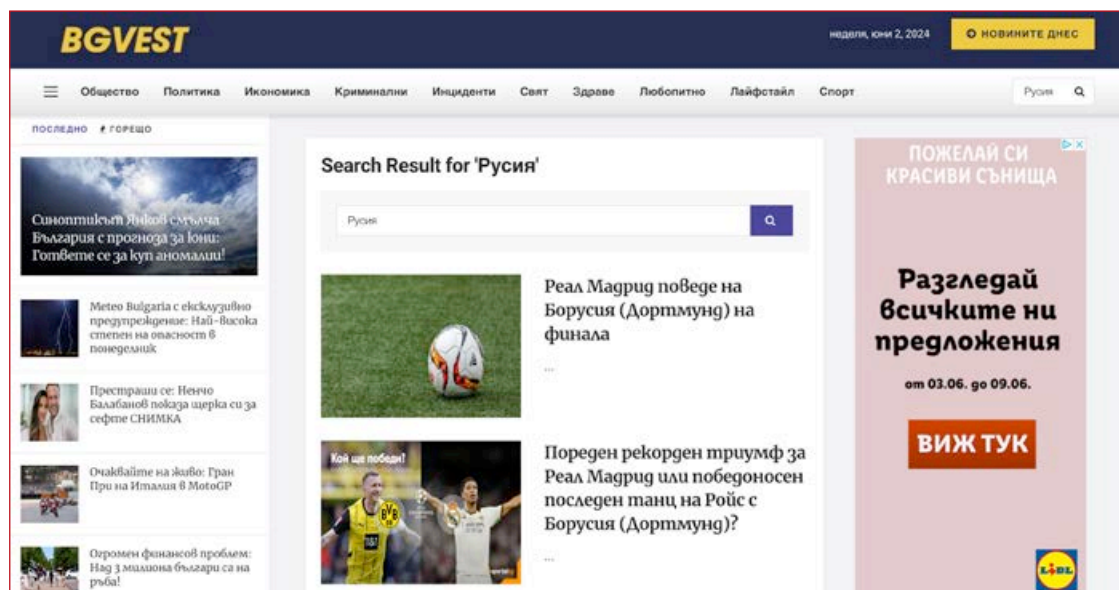 BGVEST
неделя, юни 2, 2024
НОВИНИТЕ ДНЕС
Общество Политика Икономика Криминални Инциденти Свят Здраве Любопитно Лайфстайл Спорт
Русия
ПОСЛЕДНО ГОРЕЩО
Синоптикът Янков смълча
България с прогноза за юни:
Гответе се за куп аномалии!
Meteo Bulgaria с ексклузивно
предупреждение: Най-висока
степен на опасност в
понеделник
Престраши се: Ненчо
Балабанов показа щерка си за
сефте СНИМКА
Очаквайте на живо: Гран
При на Италия в MotoGP
Огромен финансов проблем:
Над 3 милиона българи са на
ръба!
Search Result for 'Русия'
Русия
Реал Мадрид поведе на
Борусия (Дортмунд) на
финала
...
Кой ще победи?
BVB
09
Пореден рекорден триумф за
Реал Мадрид или победоносен
последен танц на Ройс с
Борусия (Дортмунд)?
...
ПОЖЕЛАЙ СИ
КРАСИВИ СЪНИЩА
Разгледай
всичките ни
предложения
от 03.06. до 09.06.
ВИЖ ТУК
LIDL